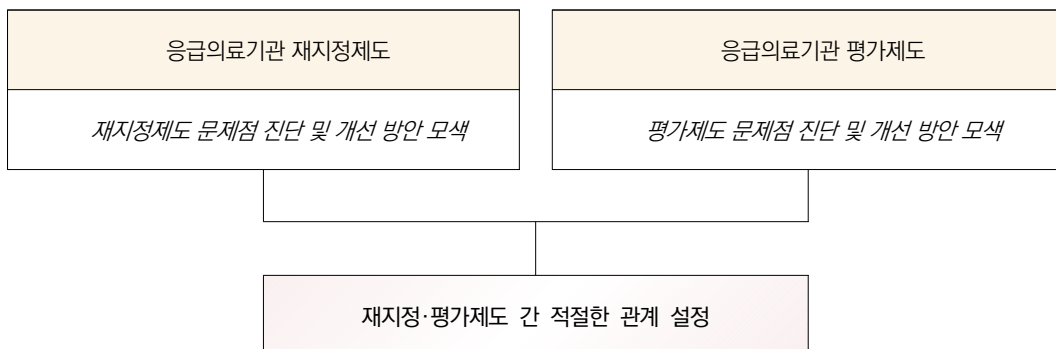 응급의료기관 재지정제도
응급의료기관 평가제도
재지정제도 문제점 진단 및 개선 방안 모색
평가제도 문제점 진단 및 개선 방안 모색
재지정·평가제도 간 적절한 관계 설정